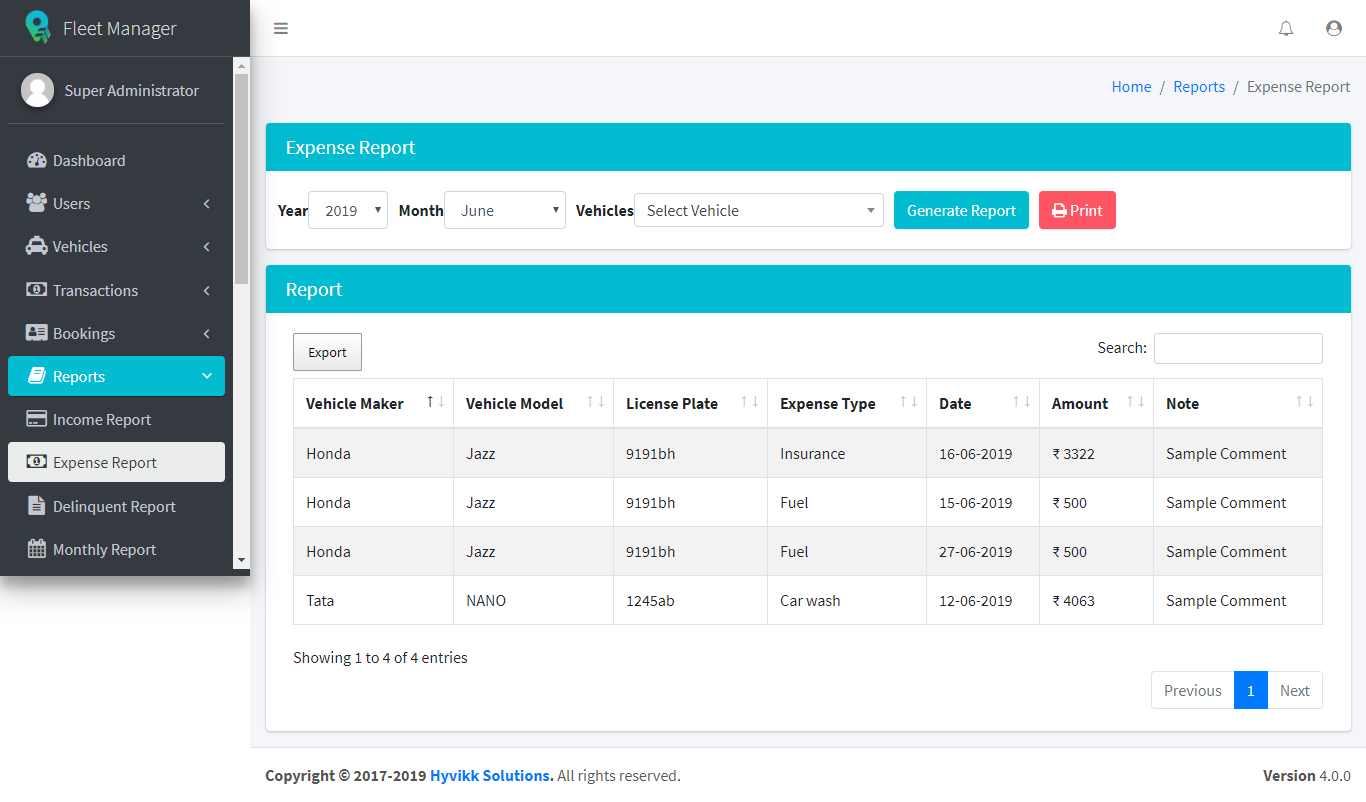 Fleet Manager
Super Administrator
Dashboard
Users
Vehicles
Transactions
Bookings
Reports
Income Report
Expense Report
Delinquent Report
Monthly Report
Home / Reports / Expense Report
Expense Report
Year 2019 Month June Vehicles Select Vehicle Generate Report Print
Report
Export Search:
Vehicle Maker Vehicle Model License Plate Expense Type Date Amount Note
Honda Jazz 9191bh Insurance 16-06-2019 ₹ 3322 Sample Comment
Honda Jazz 9191bh Fuel 15-06-2019 ₹ 500 Sample Comment
Honda Jazz 9191bh Fuel 27-06-2019 ₹ 500 Sample Comment
Tata NANO 1245ab Car wash 12-06-2019 ₹ 4063 Sample Comment
Showing 1 to 4 of 4 entries
Previous 1 Next
Copyright © 2017-2019 Hyvikk Solutions. All rights reserved. Version 4.0.0